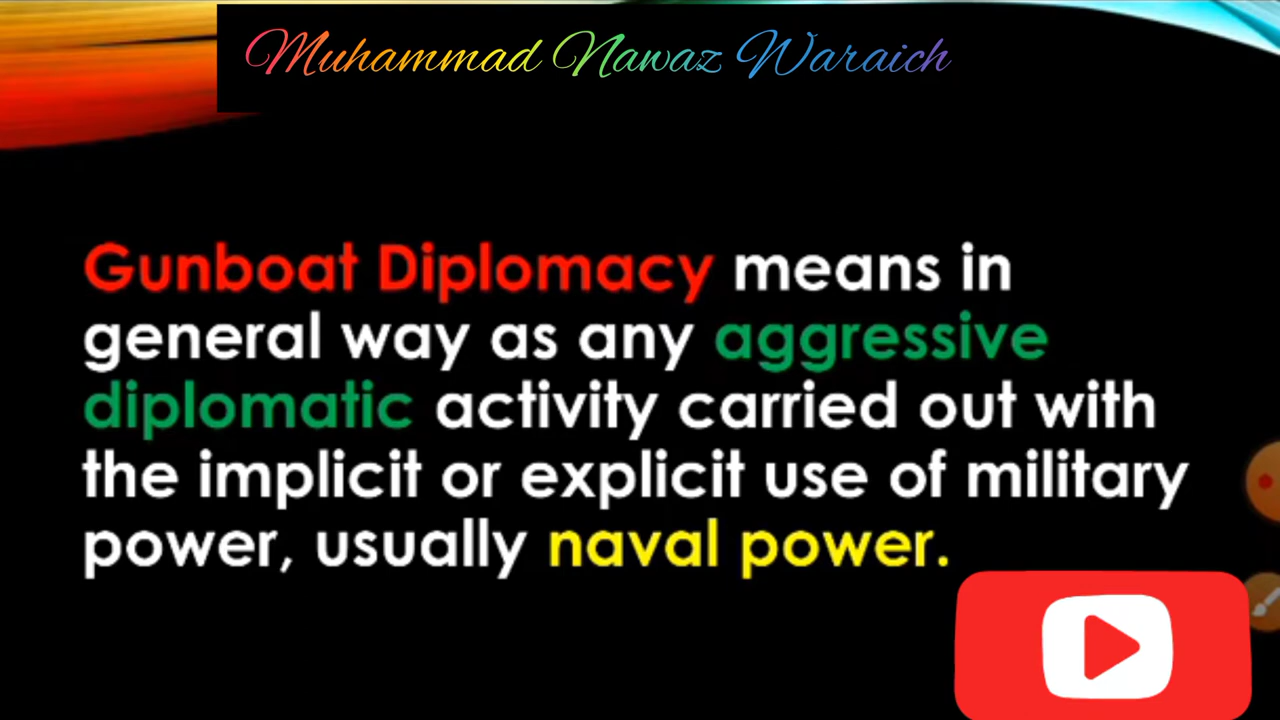 Muhammad Nawaz Waraich
Gunboat Diplomacy means in
general way as any aggressive
diplomatic activity carried out with
the implicit or explicit use of military
power, usually naval power.